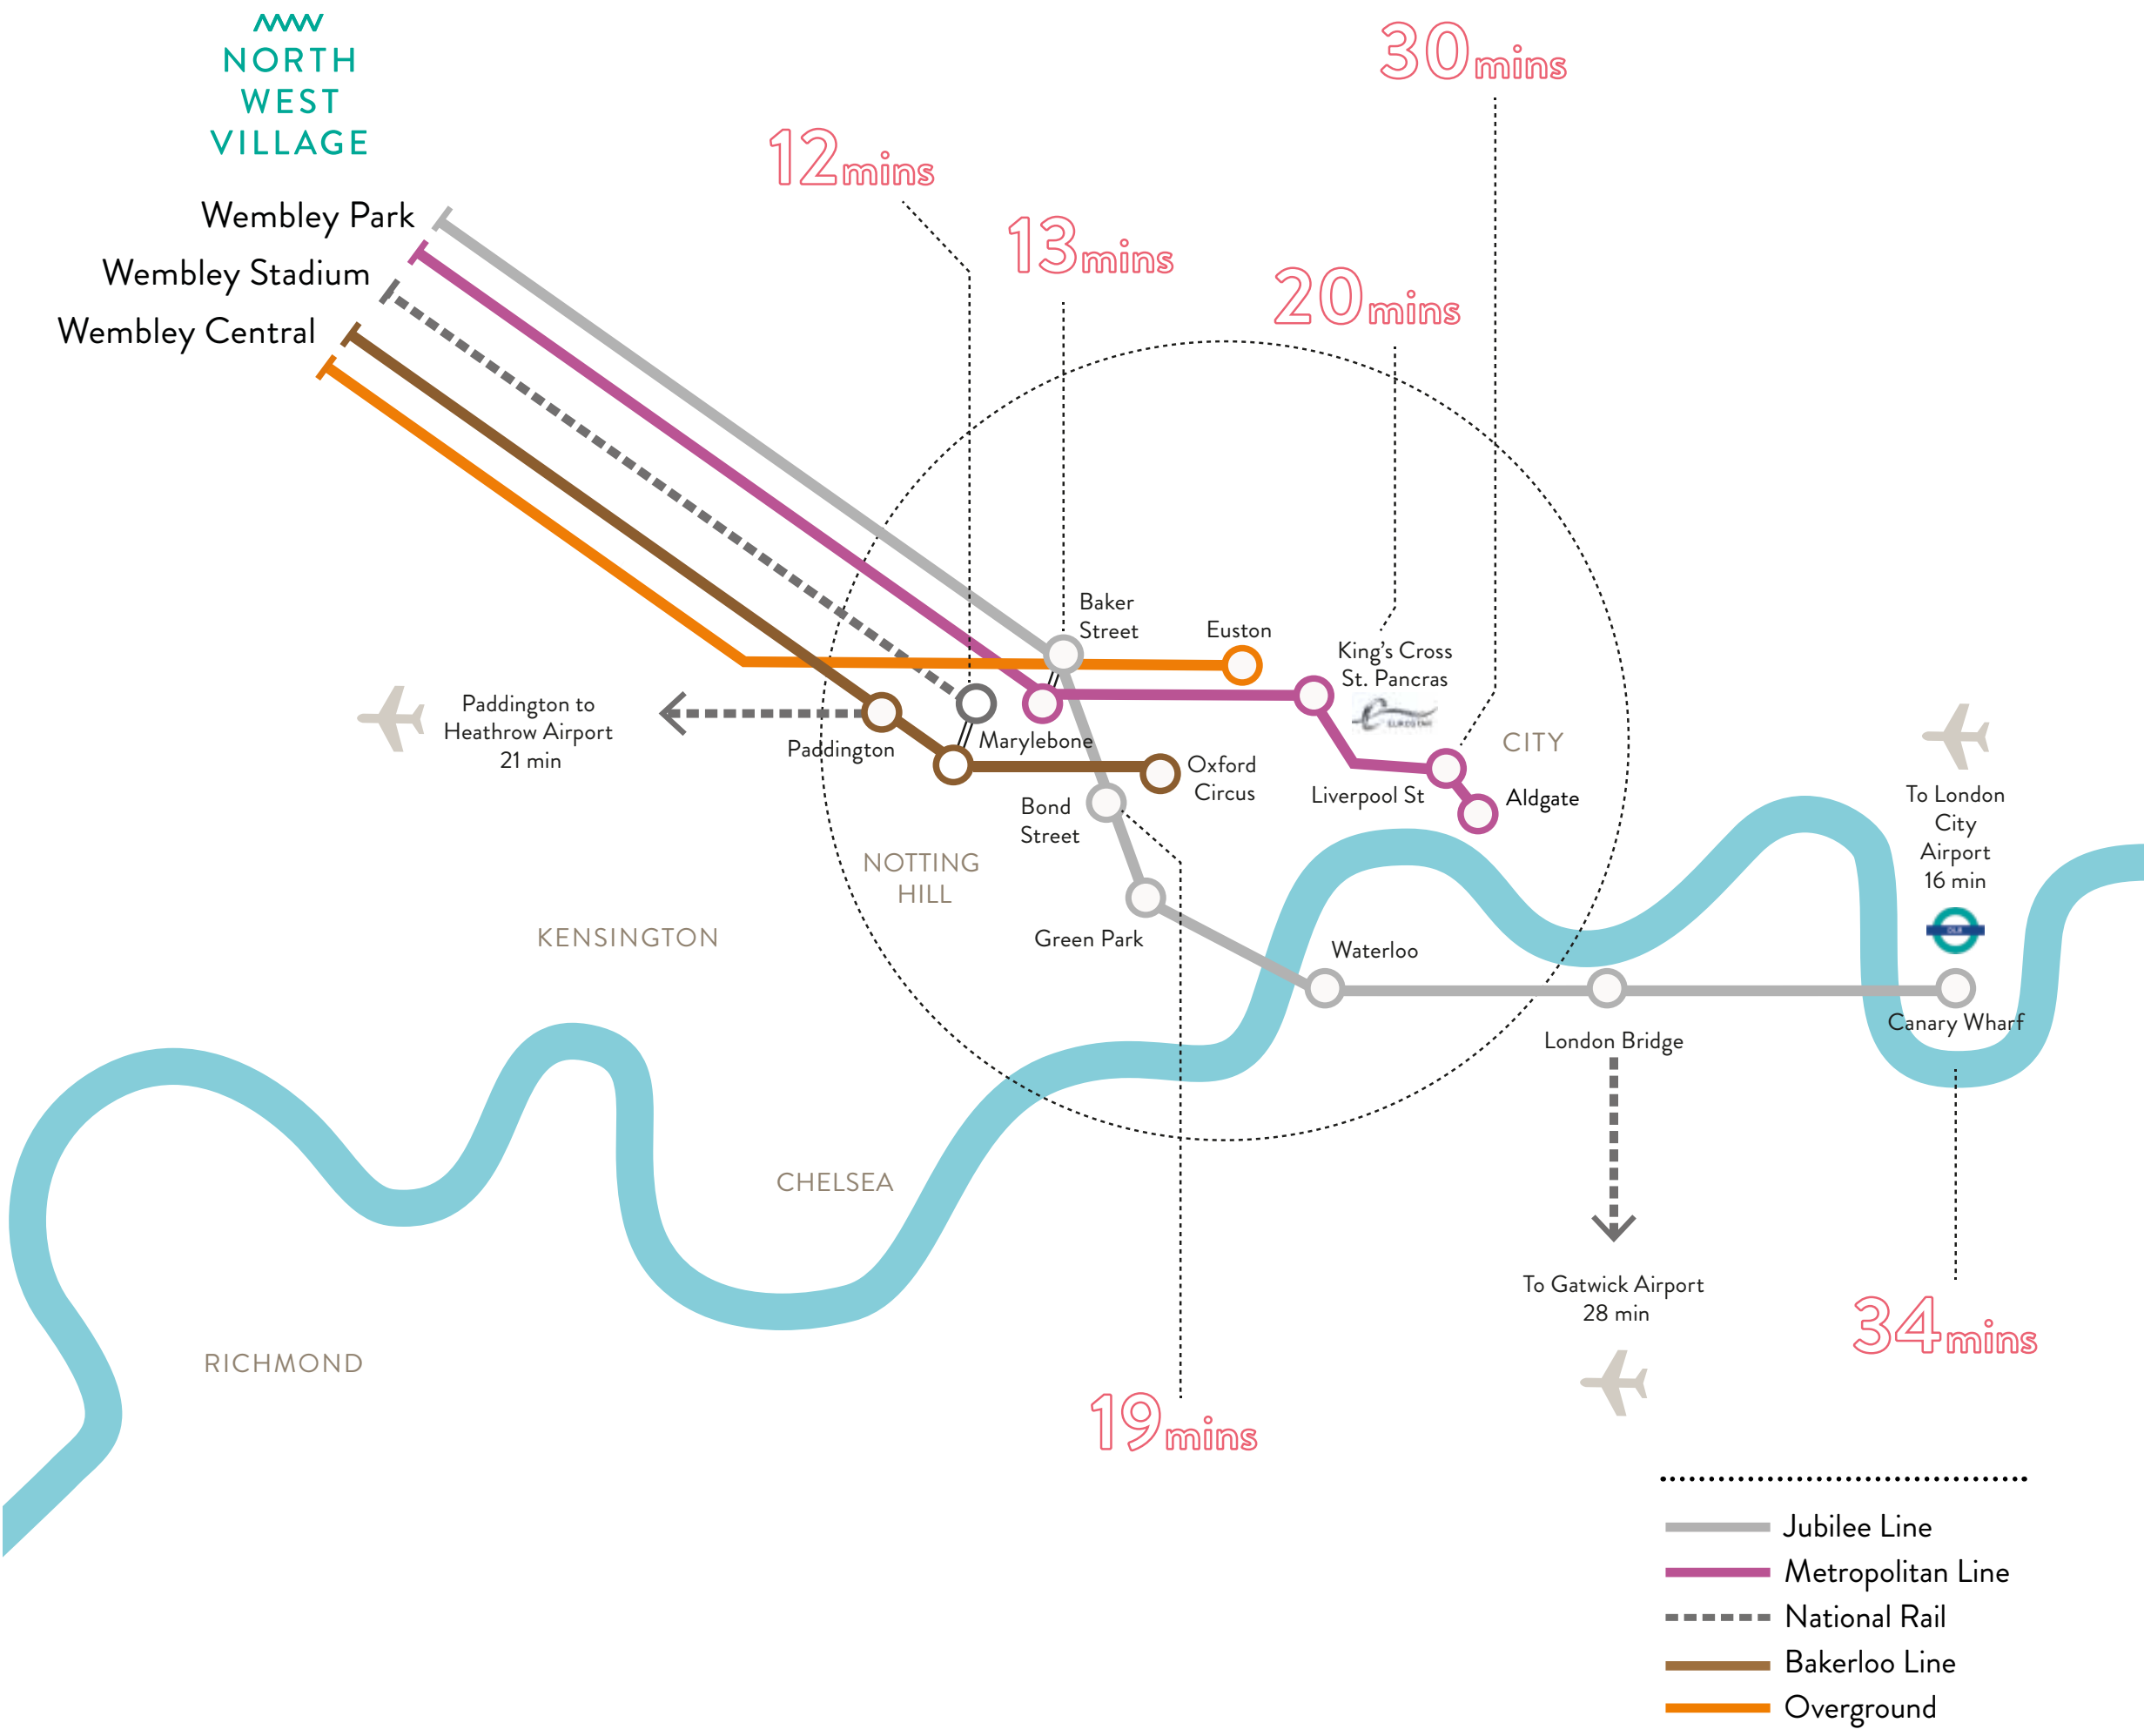 NORTH
WEST
VILLAGE
30mins
12mins
13mins
20mins
Wembley Park
Wembley Stadium
Wembley Central
Baker
Street
Euston
King's Cross
St. Pancras
EUROSTAR
Paddington to
Heathrow Airport
21 min
Paddington
Marylebone
CITY
Oxford
Circus
Liverpool St
Aldgate
Bond
Street
To London
City
Airport
16 min
DLR
NOTTING
HILL
KENSINGTON
Green Park
Waterloo
Canary Wharf
London Bridge
CHELSEA
To Gatwick Airport
28 min
34mins
RICHMOND
19mins
Jubilee Line
Metropolitan Line
National Rail
Bakerloo Line
Overground